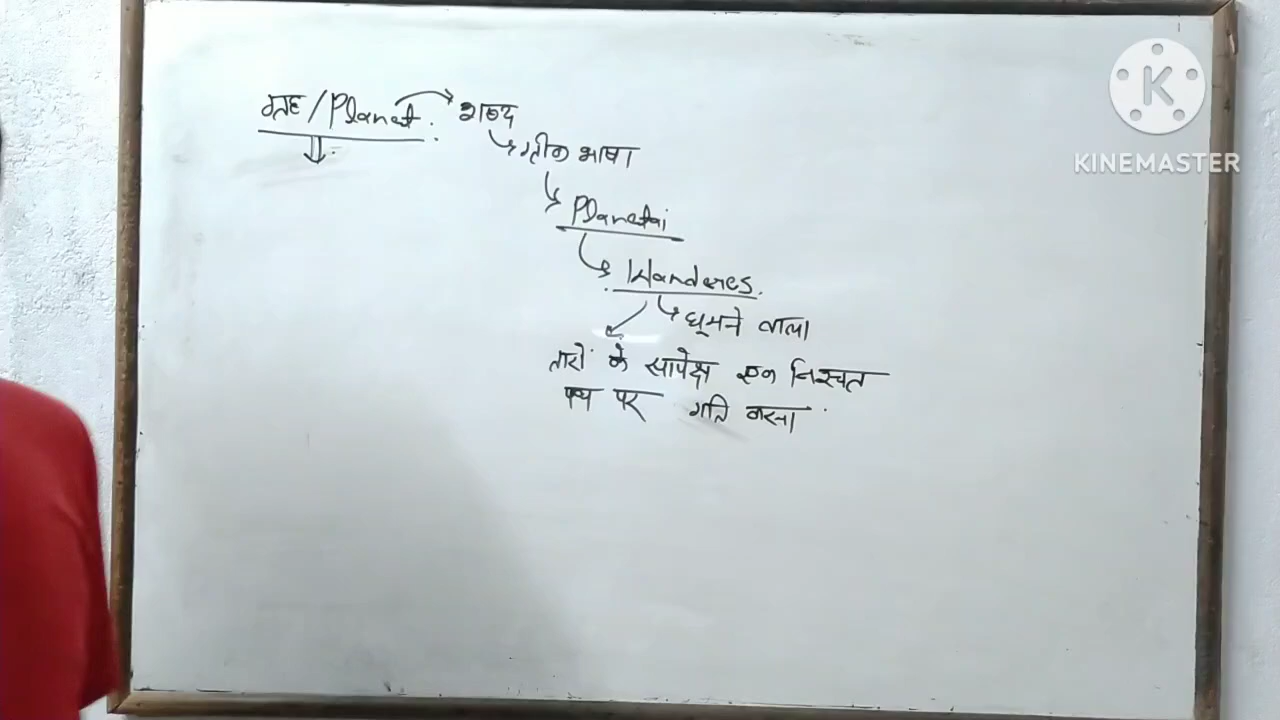 ग्रह / Planet. शब्द
ग्रीक भाषा
Planetai
Wanderes.
घूमने वाला
तारों के सापेक्ष एक निश्चत
पथ पर गति करना
KINEMASTER